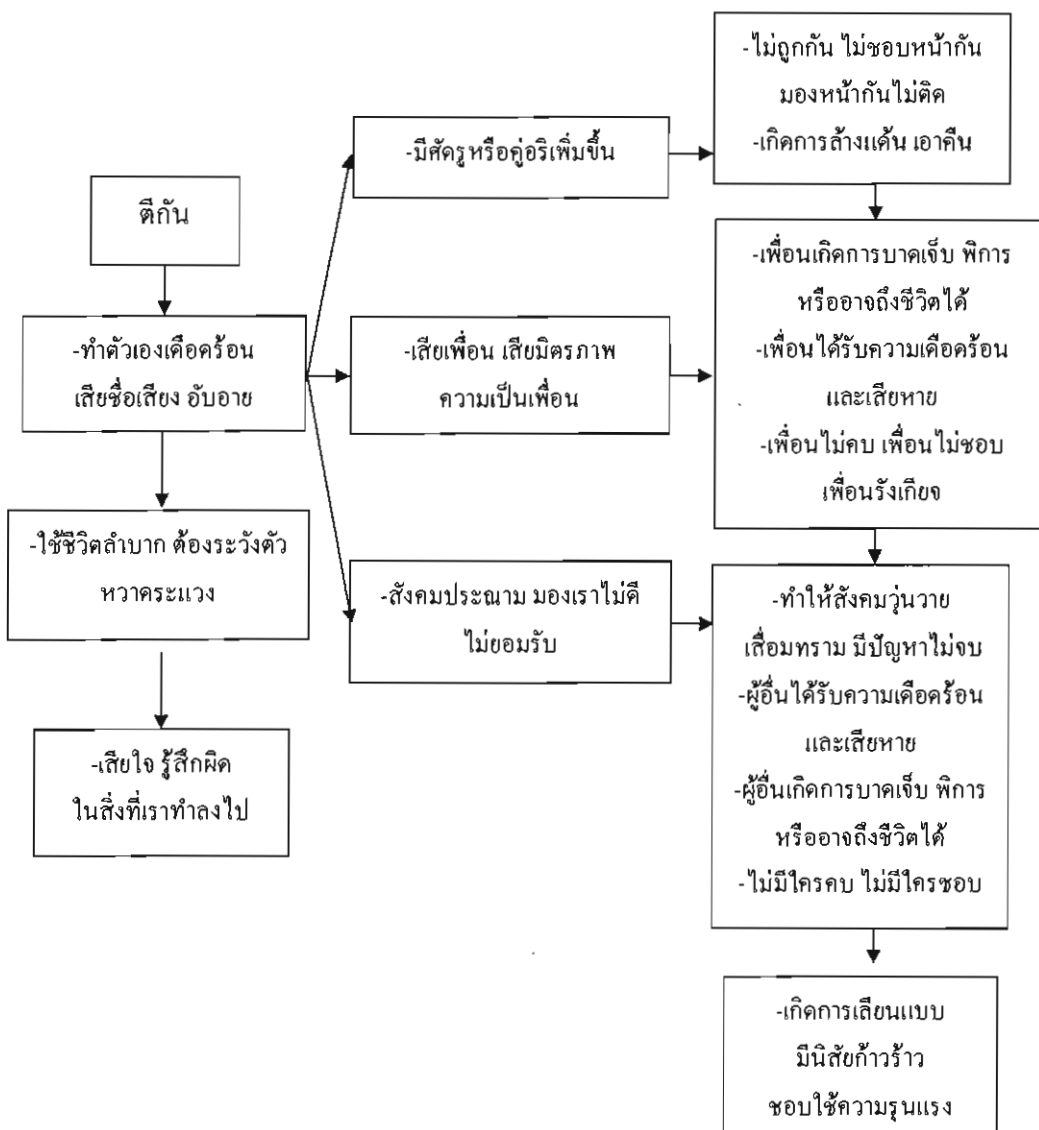 ตีกัน
-ทำตัวเองเดือดร้อน
เสียชื่อเสียง อับอาย
-ใช้ชีวิตลำบาก ต้องระวังตัว
หวาดระแวง
-เสียใจ รู้สึกผิด
ในสิ่งที่เราทำลงไป
-มีศัตรูหรือคู่อริเพิ่มขึ้น
-เสียเพื่อน เสียมิตรภาพ
ความเป็นเพื่อน
-สังคมประณาม มองเราไม่ดี
ไม่ยอมรับ
-ไม่ถูกกัน ไม่ชอบหน้ากัน
มองหน้ากันไม่ติด
-เกิดการล้างแค้น เอาคืน
-เพื่อนเกิดการบาดเจ็บ พิการ
หรืออาจถึงชีวิตได้
-เพื่อนได้รับความเดือดร้อน
และเสียหาย
-เพื่อนไม่คบ เพื่อนไม่ชอบ
เพื่อนรังเกียจ
-ทำให้สังคมวุ่นวาย
เสื่อมทราม มีปัญหาไม่จบ
-ผู้อื่นได้รับความเดือดร้อน
และเสียหาย
-ผู้อื่นเกิดการบาดเจ็บ พิการ
หรืออาจถึงชีวิตได้
-ไม่มีใครคบ ไม่มีใครชอบ
-เกิดการเลียนแบบ
มีนิสัยก้าวร้าว
ชอบใช้ความรุนแรง